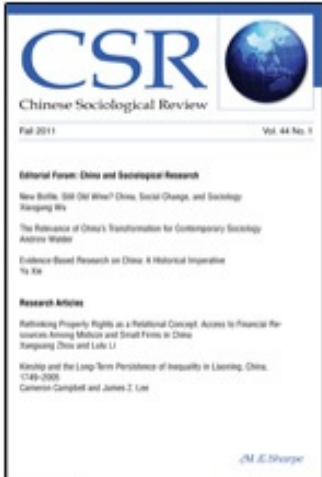 CSR
Chinese Sociological Review
Fall 2011 Vol. 44 No. 1
Editorial Forum: China and Sociological Research
New Bottle, Still Old Wine? China, Social Change, and Sociology
Xiaogang Wu
The Relevance of China's Transformation for Contemporary Sociology
Andrew Walder
Evidence-Based Research on China: A Historical Imperative
Yu Xie
Research Articles
Rethinking Property Rights as a Relational Concept: Access to Financial Re-
sources Among Midsize and Small Firms in China
Xueguang Zhou and Lulu Li
Kinship and the Long-Term Persistence of Inequality in Liaoning, China,
1749–2005
Cameron Campbell and James Z. Lee
M.E.Sharpe